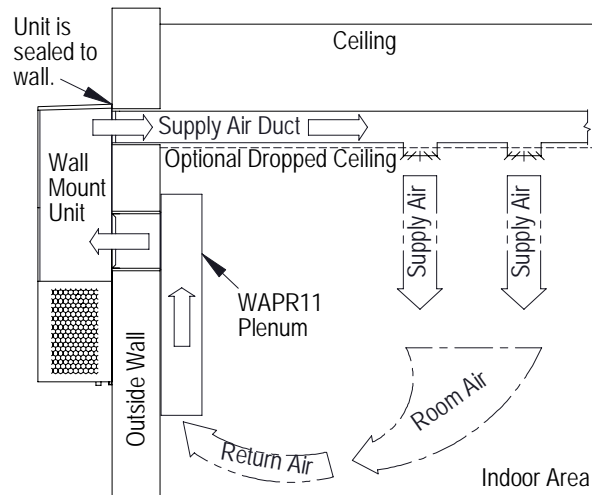 Unit is
sealed to
wall.
Ceiling
Supply Air Duct
Optional Dropped Ceiling
Wall
Mount
Unit
Supply Air
Supply Air
WAPR11
Plenum
Outside Wall
Room Air
Return Air
Indoor Area